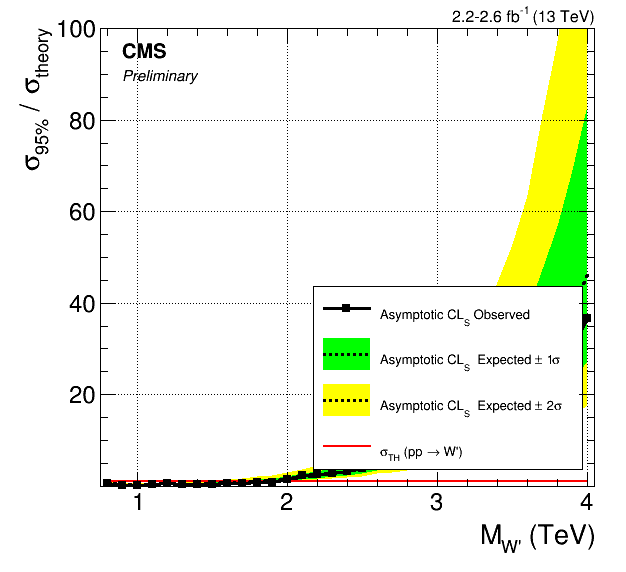 2.2-2.6 fb⁻¹ (13 TeV)
CMS
Preliminary
σ95% / σtheory
100
80
60
40
20
Asymptotic CLS Observed
Asymptotic CLS Expected ± 1σ
Asymptotic CLS Expected ± 2σ
σTH (pp → W')
1 2 3 4
MW' (TeV)